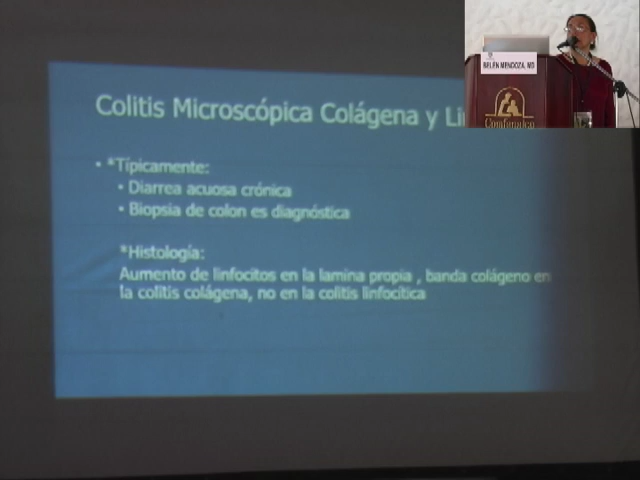 Colitis Microscópica Colágena y
• *Típicamente:
• Diarrea acuosa crónica
• Biopsia de colon es diagnóstica
*Histología:
Aumento de linfocitos en la lamina propia , banda colágeno en
la colitis colágena, no en la colitis linfocítica
BELEN MENDOZA, MD